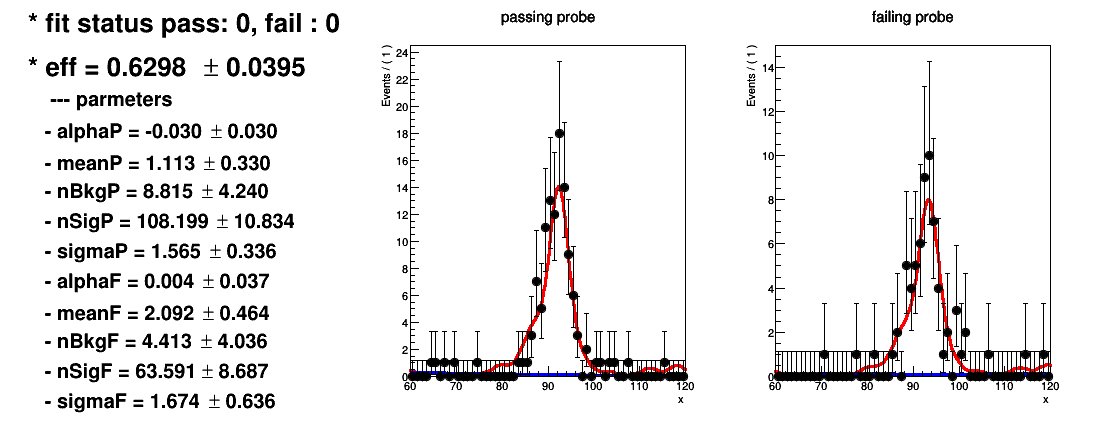 * fit status pass: 0, fail : 0
* eff = 0.6298 ± 0.0395
--- parmeters
- alphaP = -0.030 ± 0.030
- meanP = 1.113 ± 0.330
- nBkgP = 8.815 ± 4.240
- nSigP = 108.199 ± 10.834
- sigmaP = 1.565 ± 0.336
- alphaF = 0.004 ± 0.037
- meanF = 2.092 ± 0.464
- nBkgF = 4.413 ± 4.036
- nSigF = 63.591 ± 8.687
- sigmaF = 1.674 ± 0.636
passing probe
Events / ( 1 )
24
22
20
18
16
14
12
10
8
6
4
2
0
60 70 80 90 100 110 120
x
failing probe
Events / ( 1 )
14
12
10
8
6
4
2
0
60 70 80 90 100 110 120
x